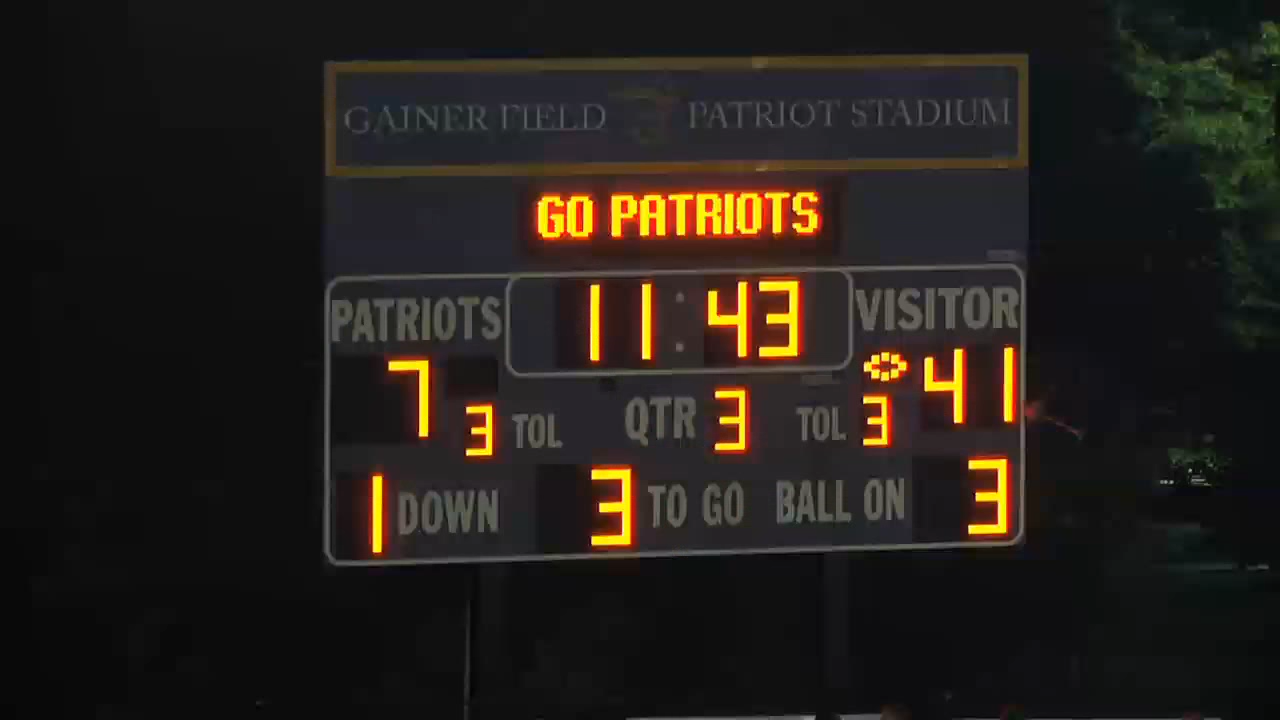 GAINER FIELD PATRIOT STADIUM
GO PATRIOTS
PATRIOTS 11:43 VISITOR
7 3 TOL QTR 3 TOL 3 41
1 DOWN 3 TO GO BALL ON 3